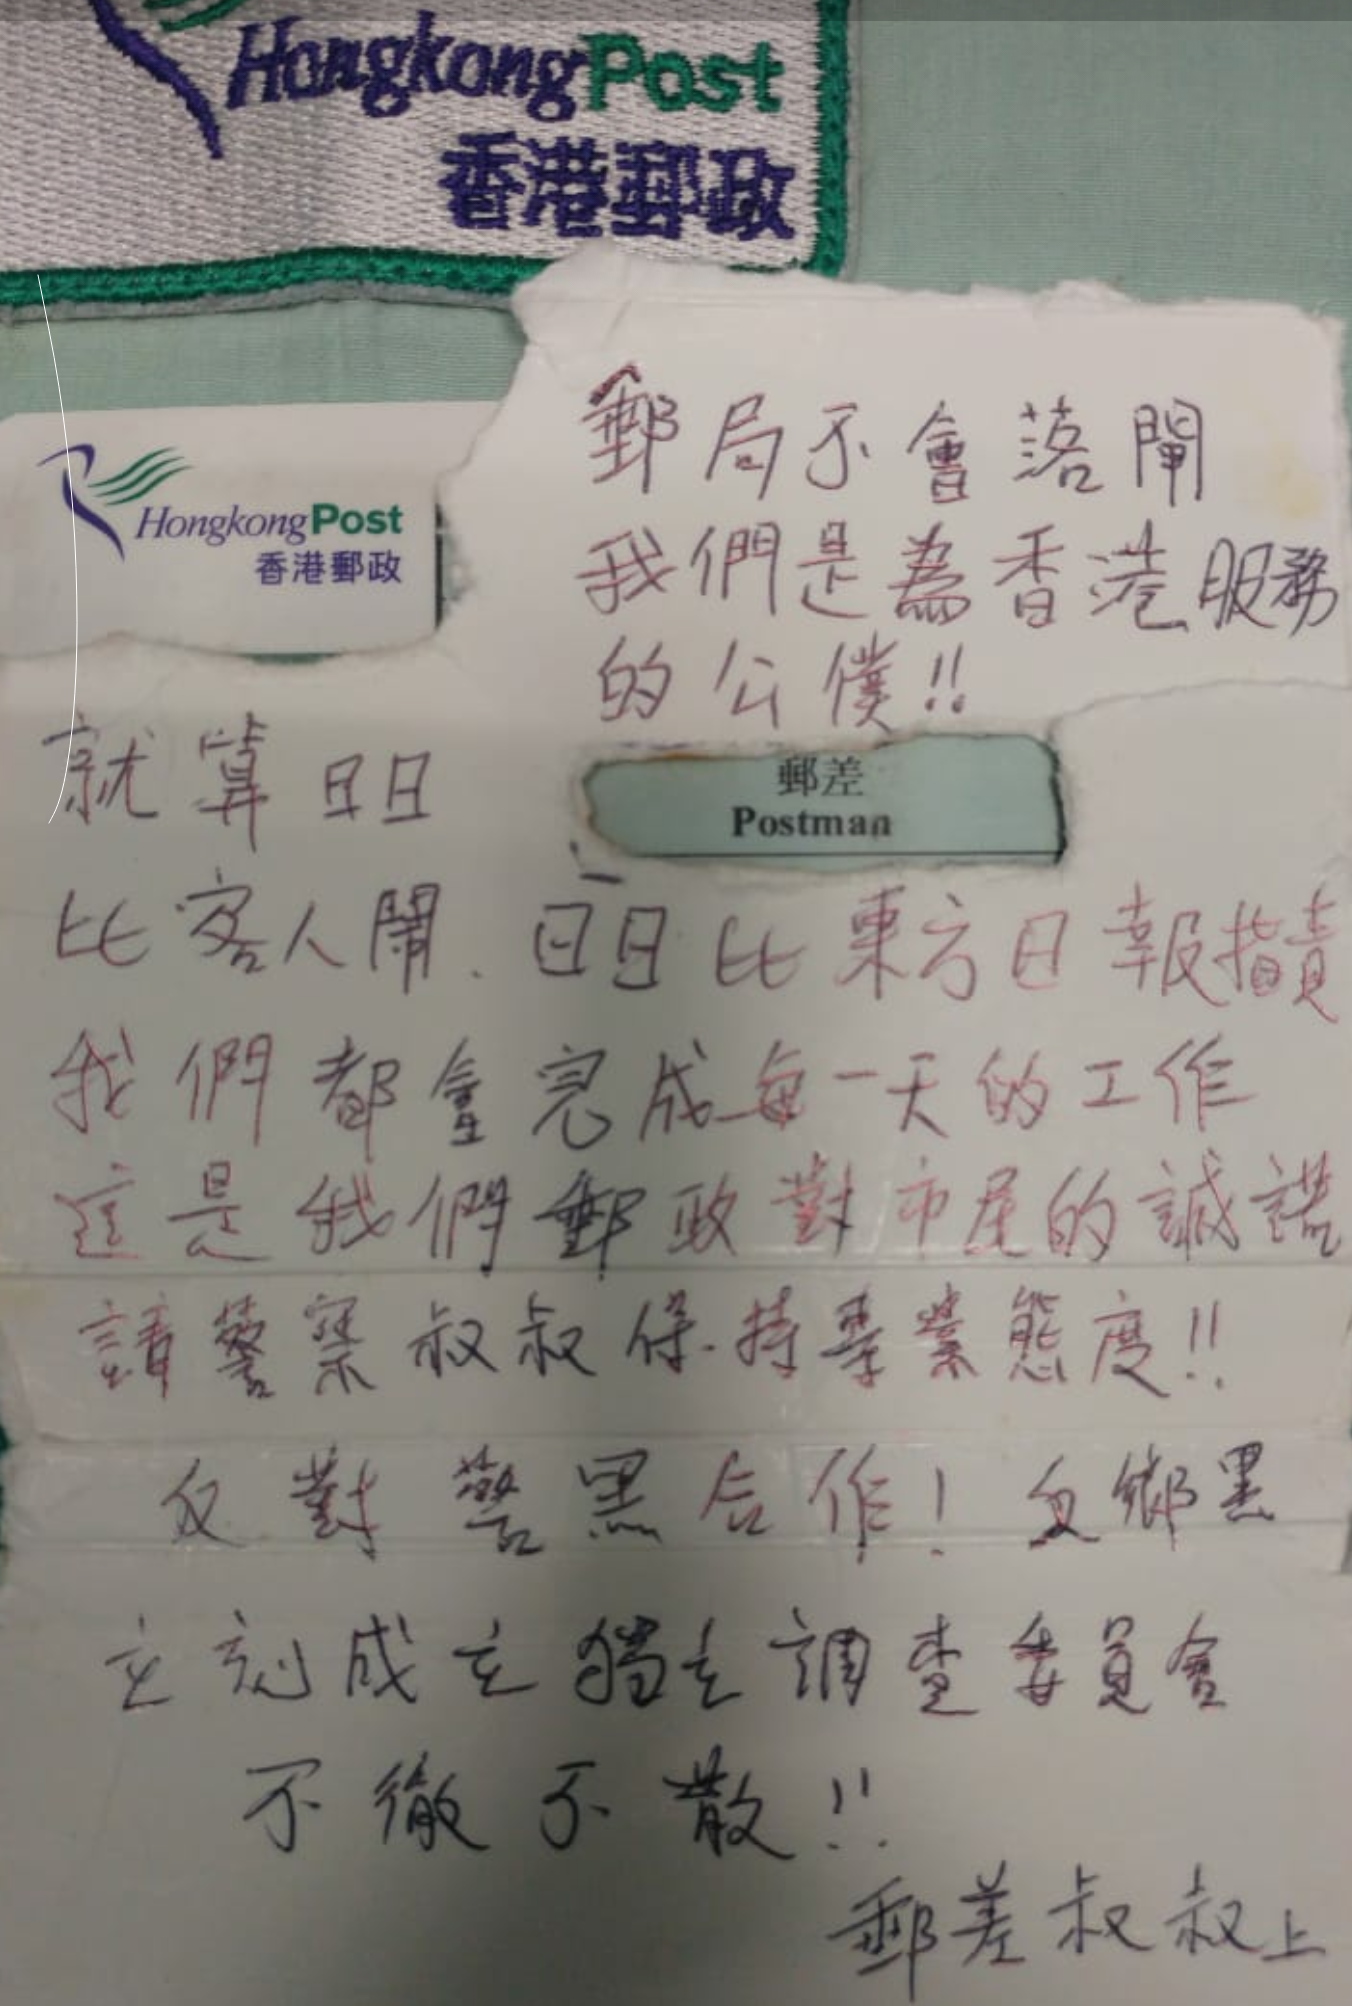 HongkongPost
香港郵政
HongkongPost
香港郵政
郵局不會落閘
我們是為香港服務
的公僕!!
郵差
Postman
就算日日
比客人鬧、日日比東方日報指責
我們都會完成每一天的工作
這是我們郵政對市民的誠諾
請警察叔叔保持專業態度!!
反對警黑合作! 反鄉黑
立刻成立獨立調查委員會
不撤不散!!
郵差叔叔上